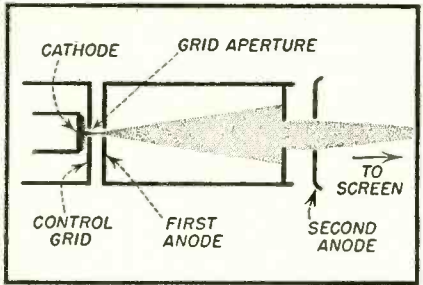 CATHODE
GRID APERTURE
TO
SCREEN
CONTROL
GRID
FIRST
ANODE
SECOND
ANODE